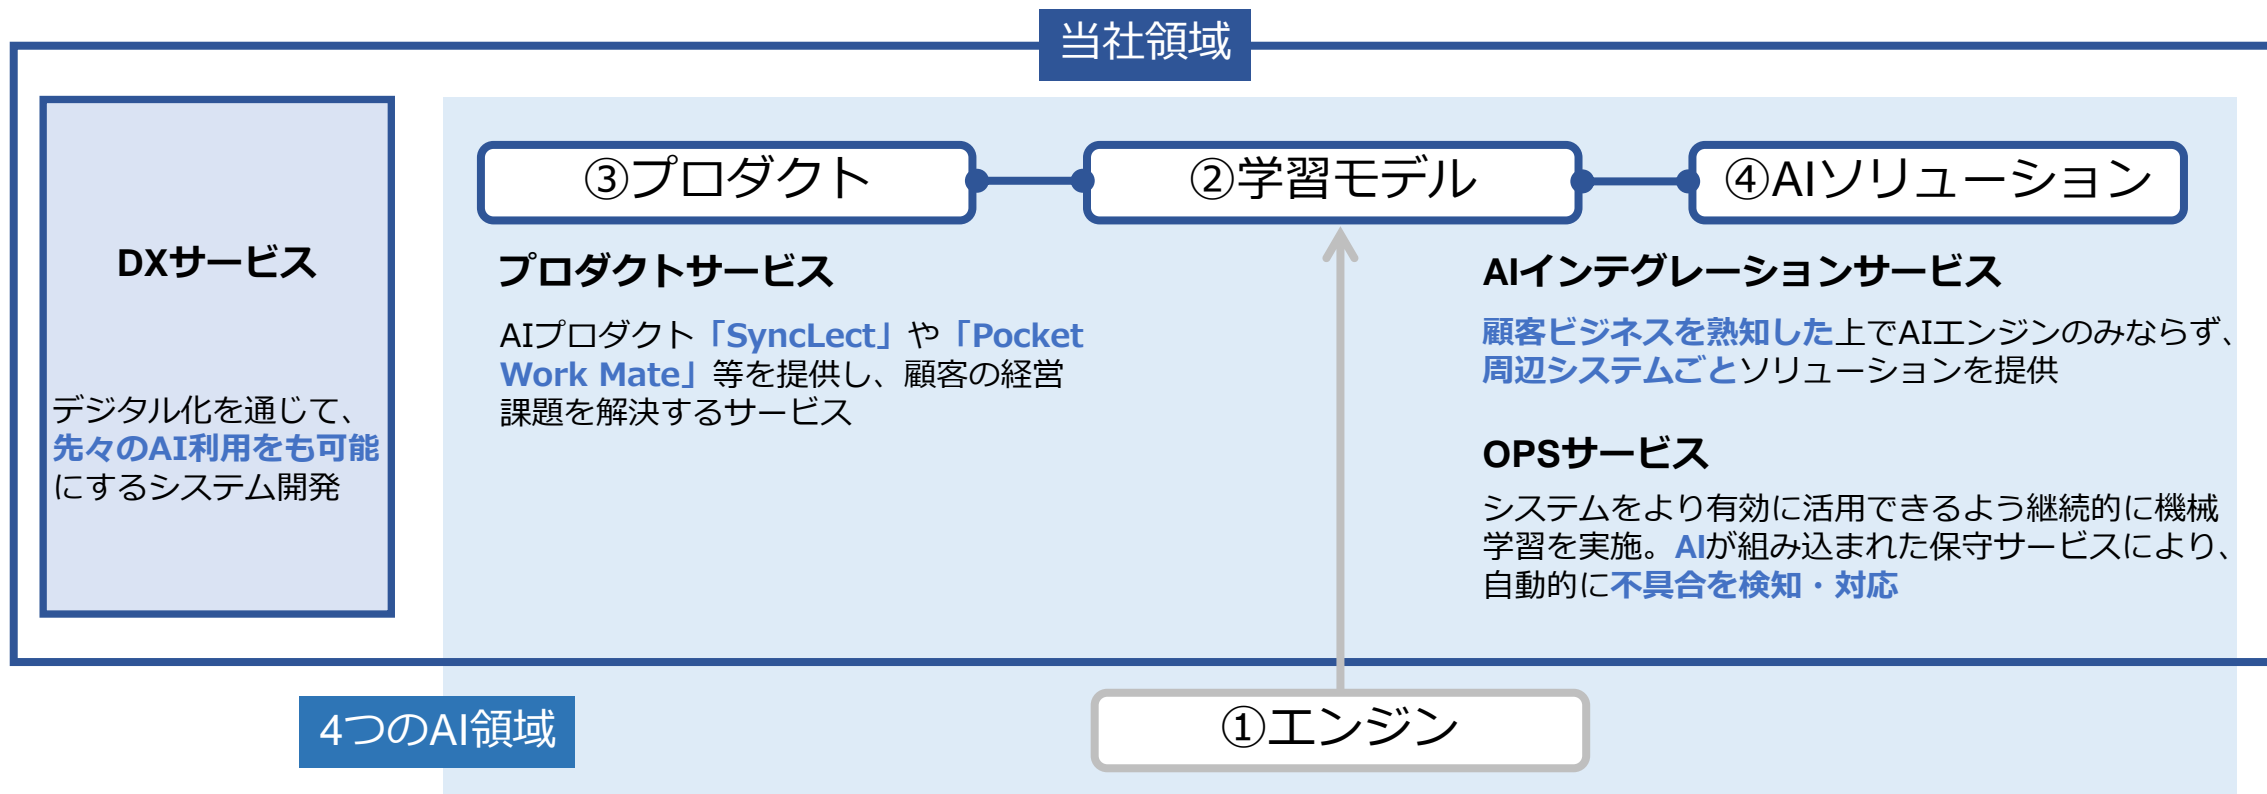 当社領域
DXサービス
デジタル化を通じて、
先々のAI利用をも可能
にするシステム開発
③プロダクト
②学習モデル
④AIソリューション
プロダクトサービス
AIプロダクト「SyncLect」や「Pocket
Work Mate」等を提供し、顧客の経営
課題を解決するサービス
AIインテグレーションサービス
顧客ビジネスを熟知した上でAIエンジンのみならず、
周辺システムごとソリューションを提供
OPSサービス
システムをより有効に活用できるよう継続的に機械
学習を実施。AIが組み込まれた保守サービスにより、
自動的に不具合を検知・対応
4つのAI領域
①エンジン